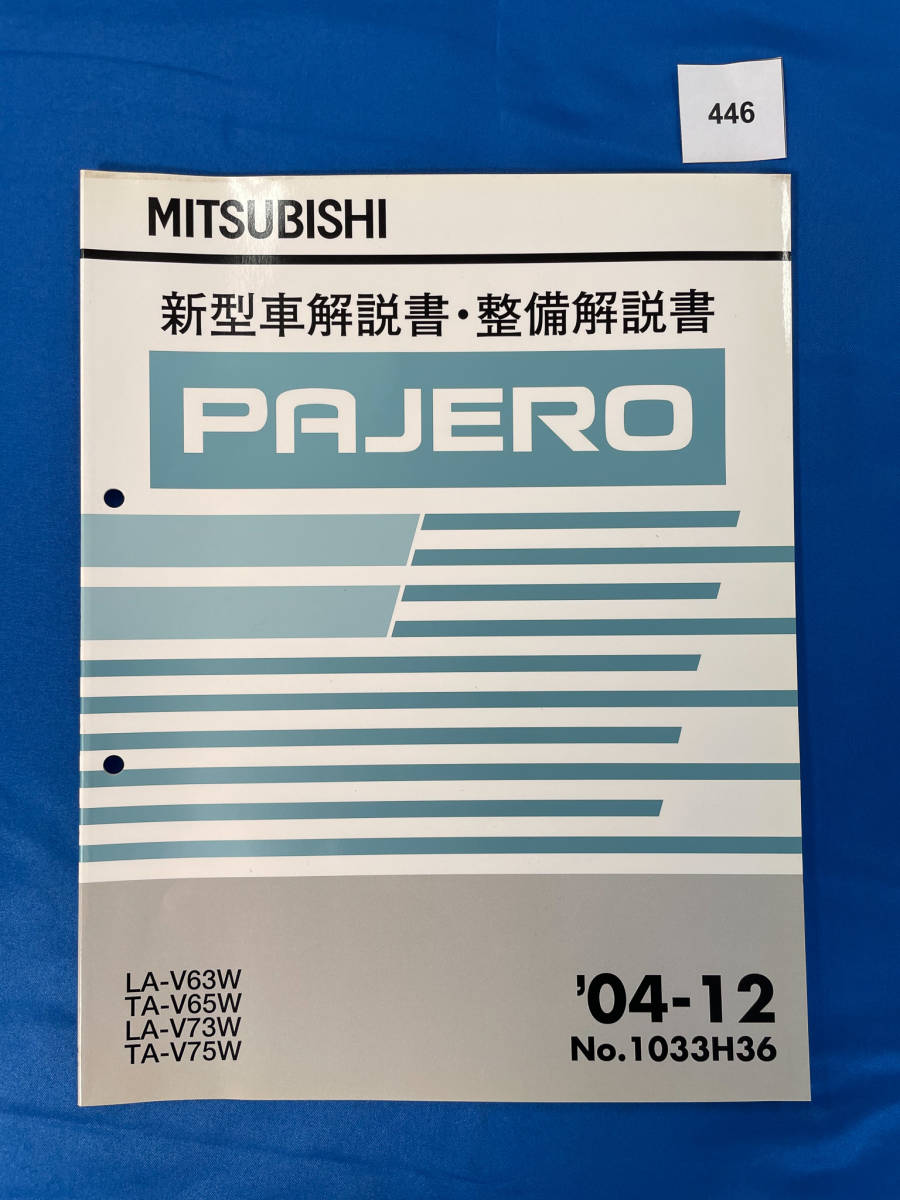 446
MITSUBISHI
新型車解説書・整備解説書
PAJERO
LA-V63W
TA-V65W
LA-V73W
TA-V75W
'04-12
No.1033H36